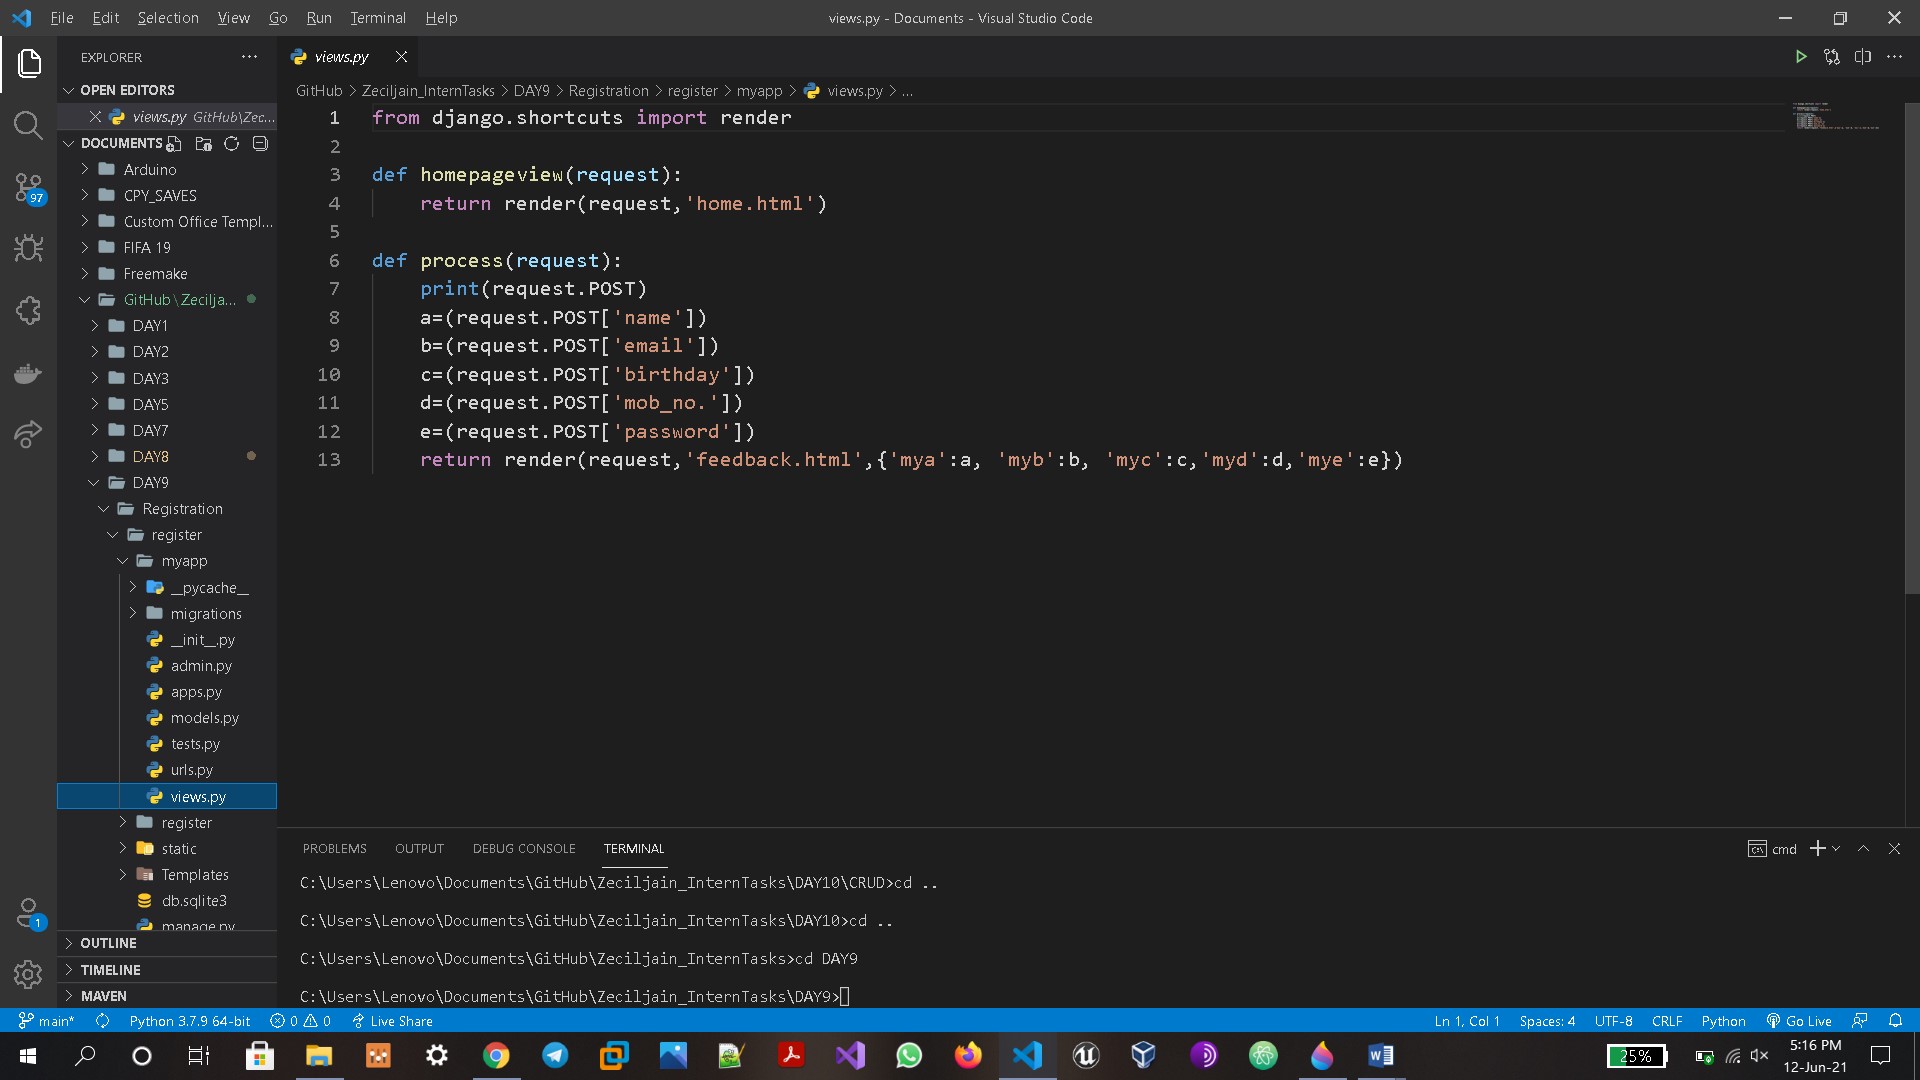 File Edit Selection View Go Run Terminal Help
views.py - Documents - Visual Studio Code
EXPLORER
views.py
OPEN EDITORS
views.py GitHub\Zec...
DOCUMENTS
Arduino
CPY_SAVES
Custom Office Templ...
FIFA 19
Freemake
GitHub\Zecilja...
DAY1
DAY2
DAY3
DAY5
DAY7
DAY8
DAY9
Registration
register
myapp
__pycache__
migrations
__init__.py
admin.py
apps.py
models.py
tests.py
urls.py
views.py
register
static
Templates
db.sqlite3
manage.py
OUTLINE
TIMELINE
MAVEN
97
1
GitHub > Zeciljain_InternTasks > DAY9 > Registration > register > myapp > views.py > ...
1 from django.shortcuts import render
2
3 def homepageview(request):
4 return render(request,'home.html')
5
6 def process(request):
7 print(request.POST)
8 a=(request.POST['name'])
9 b=(request.POST['email'])
10 c=(request.POST['birthday'])
11 d=(request.POST['mob_no.'])
12 e=(request.POST['password'])
13 return render(request,'feedback.html',{'mya':a, 'myb':b, 'myc':c,'myd':d,'mye':e})
PROBLEMS OUTPUT DEBUG CONSOLE TERMINAL
cmd
C:\Users\Lenovo\Documents\GitHub\Zeciljain_InternTasks\DAY10\CRUD>cd ..
C:\Users\Lenovo\Documents\GitHub\Zeciljain_InternTasks\DAY10>cd ..
C:\Users\Lenovo\Documents\GitHub\Zeciljain_InternTasks>cd DAY9
C:\Users\Lenovo\Documents\GitHub\Zeciljain_InternTasks\DAY9>
main* Python 3.7.9 64-bit 0 0 Live Share
Ln 1, Col 1 Spaces: 4 UTF-8 CRLF Python Go Live
25%
5:16 PM
12-Jun-21